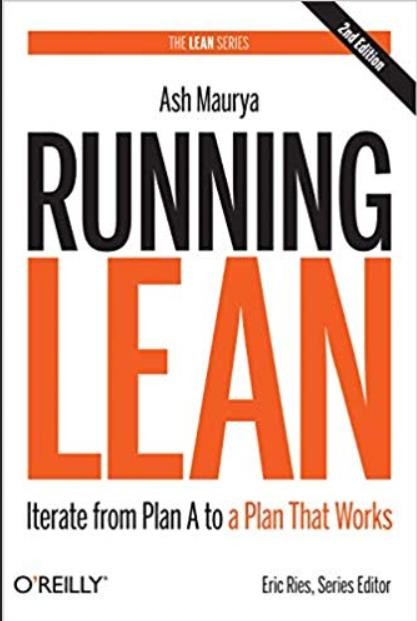 THE LEAN SERIES
2nd Edition
Ash Maurya
RUNNING
LEAN
Iterate from Plan A to a Plan That Works
O'REILLY®
Eric Ries, Series Editor